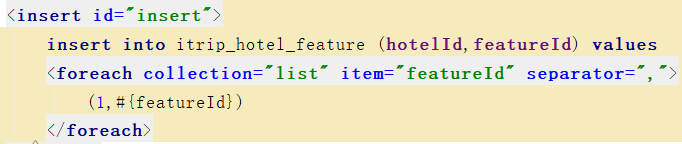 <insert id="insert">
insert into itrip_hotel_feature (hotelId,featureId) values
<foreach collection="list" item="featureId" separator=",">
(1,#{featureId})
</foreach>